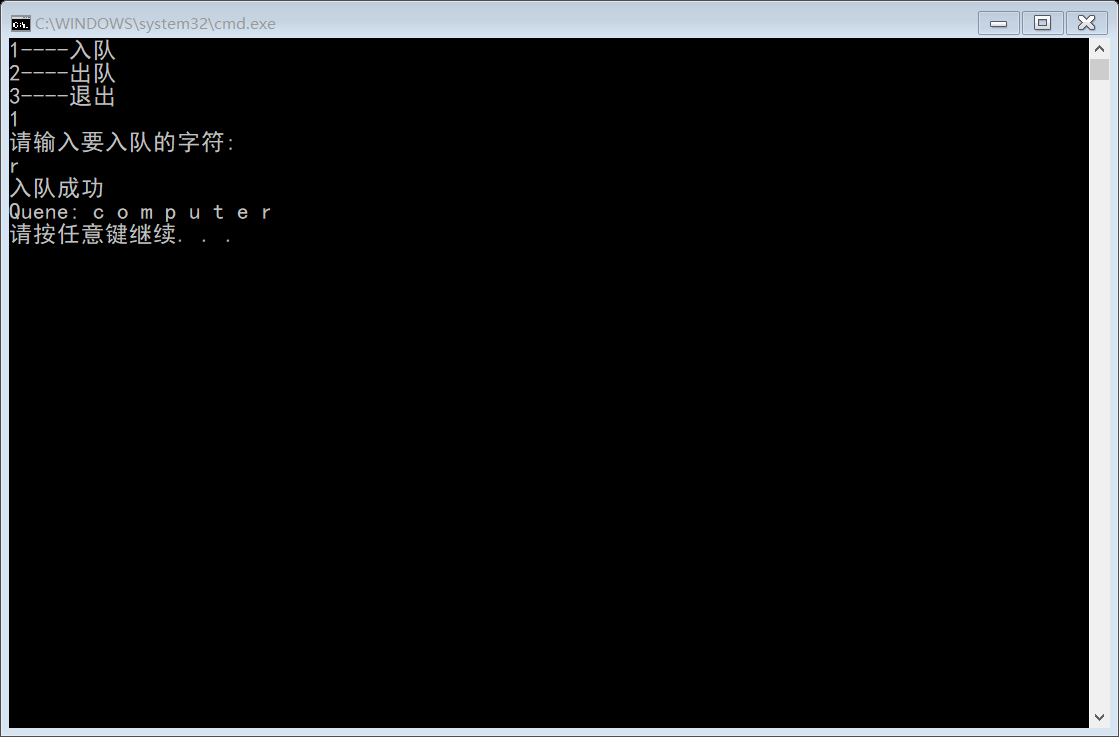 C:\WINDOWS\system32\cmd.exe
1----入队
2----出队
3----退出
1
请输入要入队的字符:
r
入队成功
Quene: c o m p u t e r
请按任意键继续. . .